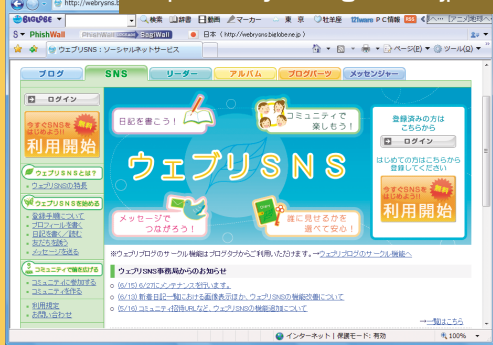 http://webrysns.b
BIGLOBE
検索 辞書 動画 マーカー 東 京 牡羊座 121ware ＰＣ情報 RSS
PhishWall PhishWall SagiWall 日本 ( http://webrysns.biglobe.ne.jp )
ウェブリSNS：ソーシャルネットサービス
ページ(P) ツール(O)
ブログ SNS リーダー アルバム ブログパーツ メッセンジャー
ログイン
今すぐSNSを
はじめよう!! 無料
利用開始
ウェブリＳＮＳとは?
ウェブリSNSの特長
ウェブリＳＮＳを始める
登録手順について
プロフィールを書く
日記を書く／読む
友だちを誘う
メッセージを送る
コミュニティで輪を広げる
コミュニティに参加する
コミュニティを作る
利用規定
お問い合わせ
日記を書こう！
コミュニティで
楽しもう！
ウェブリＳＮＳ
メッセージで
つながろう！
誰に見せるかを
選べて安心！
登録済みの方は
こちらから
ログイン
はじめての方はこちらから
登録してください
今すぐSNSを
はじめよう!! 無料
利用開始
※ウェブリブログのサークル機能はブログタブからご利用いただけます。→ウェブリブログのサークル機能へ
ウェブリSNS事務局からのお知らせ
(6/15) 6/27にメンテナンスを行います。
(6/13) 新着日記一覧における画像表示ほか、ウェブリSNSの機能改善について
(5/16) コミュニティ招待URLなど、ウェブリSNSの機能追加について
→一覧はこちら
インターネット | 保護モード: 有効
100%